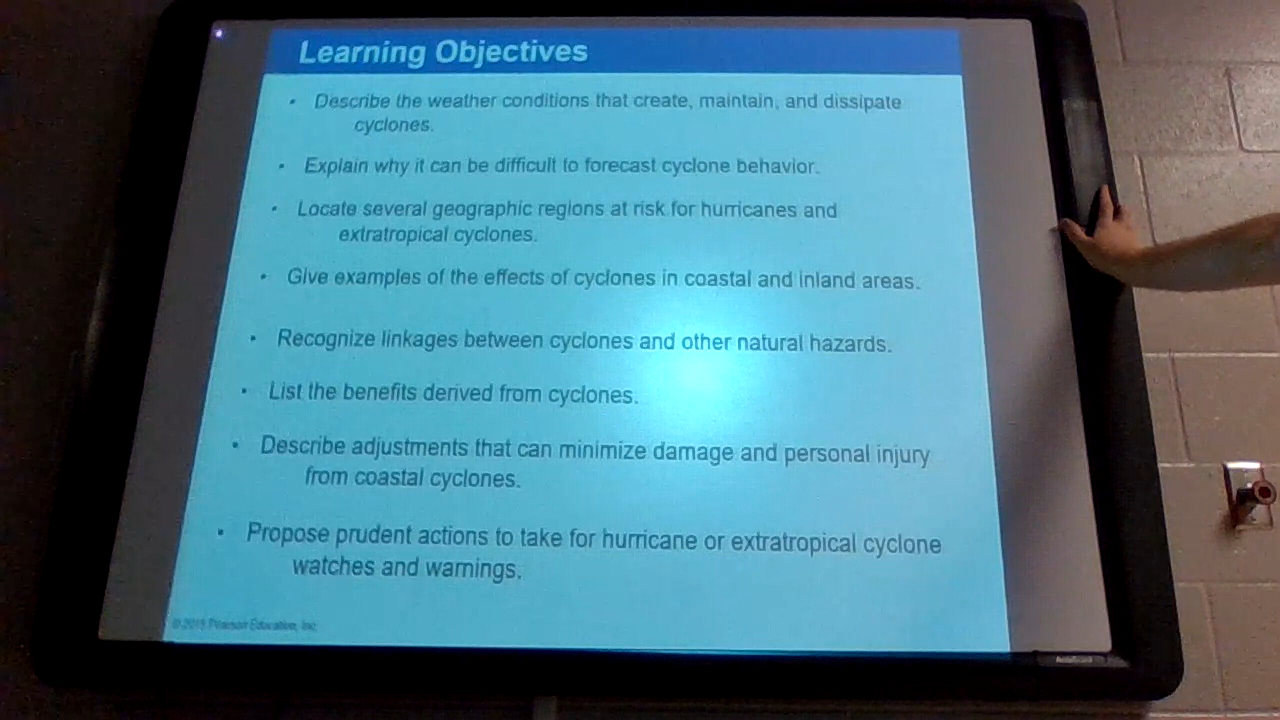 Learning Objectives
• Describe the weather conditions that create, maintain, and dissipate
cyclones.
• Explain why it can be difficult to forecast cyclone behavior.
• Locate several geographic regions at risk for hurricanes and
extratropical cyclones.
• Give examples of the effects of cyclones in coastal and inland areas.
• Recognize linkages between cyclones and other natural hazards.
• List the benefits derived from cyclones.
• Describe adjustments that can minimize damage and personal injury
from coastal cyclones.
• Propose prudent actions to take for hurricane or extratropical cyclone
watches and warnings.
© 2015 Pearson Education, Inc.